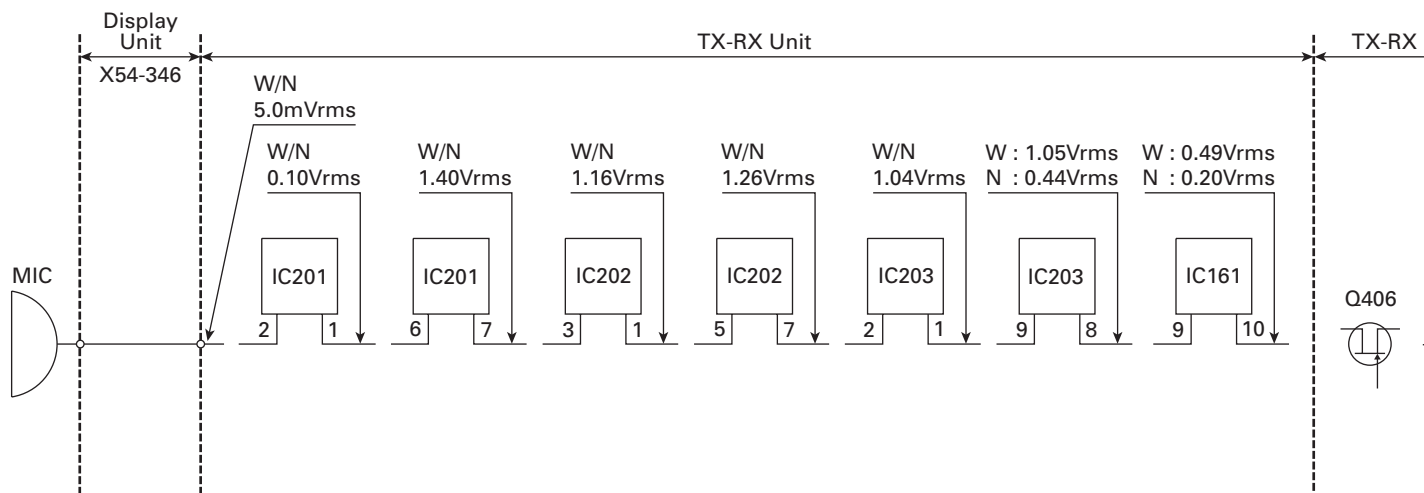 Display
Unit
X54-346
TX-RX Unit
TX-RX
W/N
5.0mVrms
W/N
0.10Vrms
W/N
1.40Vrms
W/N
1.16Vrms
W/N
1.26Vrms
W/N
1.04Vrms
W : 1.05Vrms
N : 0.44Vrms
W : 0.49Vrms
N : 0.20Vrms
MIC
IC201
IC201
IC202
IC202
IC203
IC203
IC161
Q406
2 1 6 7 3 1 5 7 2 1 9 8 9 10